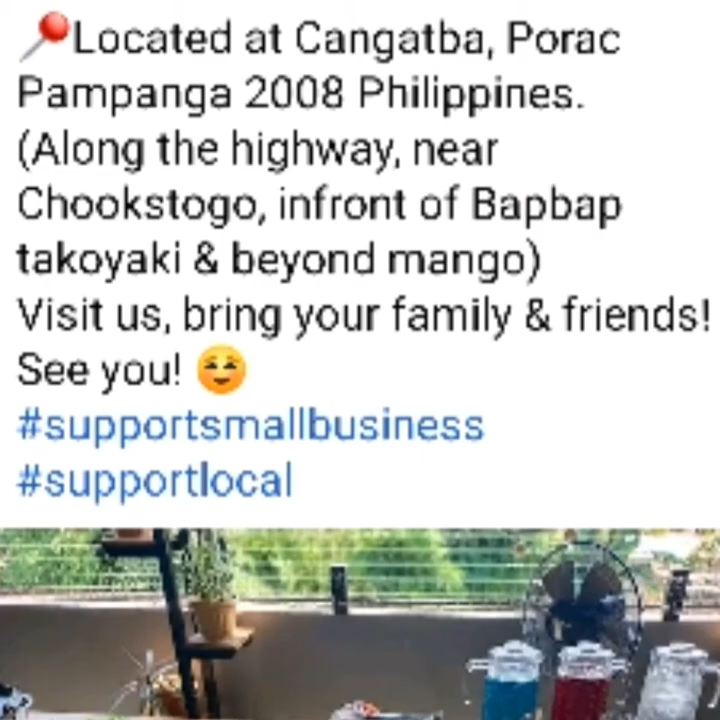 📍Located at Cangatba, Porac
Pampanga 2008 Philippines.
(Along the highway, near
Chookstogo, infront of Bapbap
takoyaki & beyond mango)
Visit us, bring your family & friends!
See you! ☺️
#supportsmallbusiness
#supportlocal